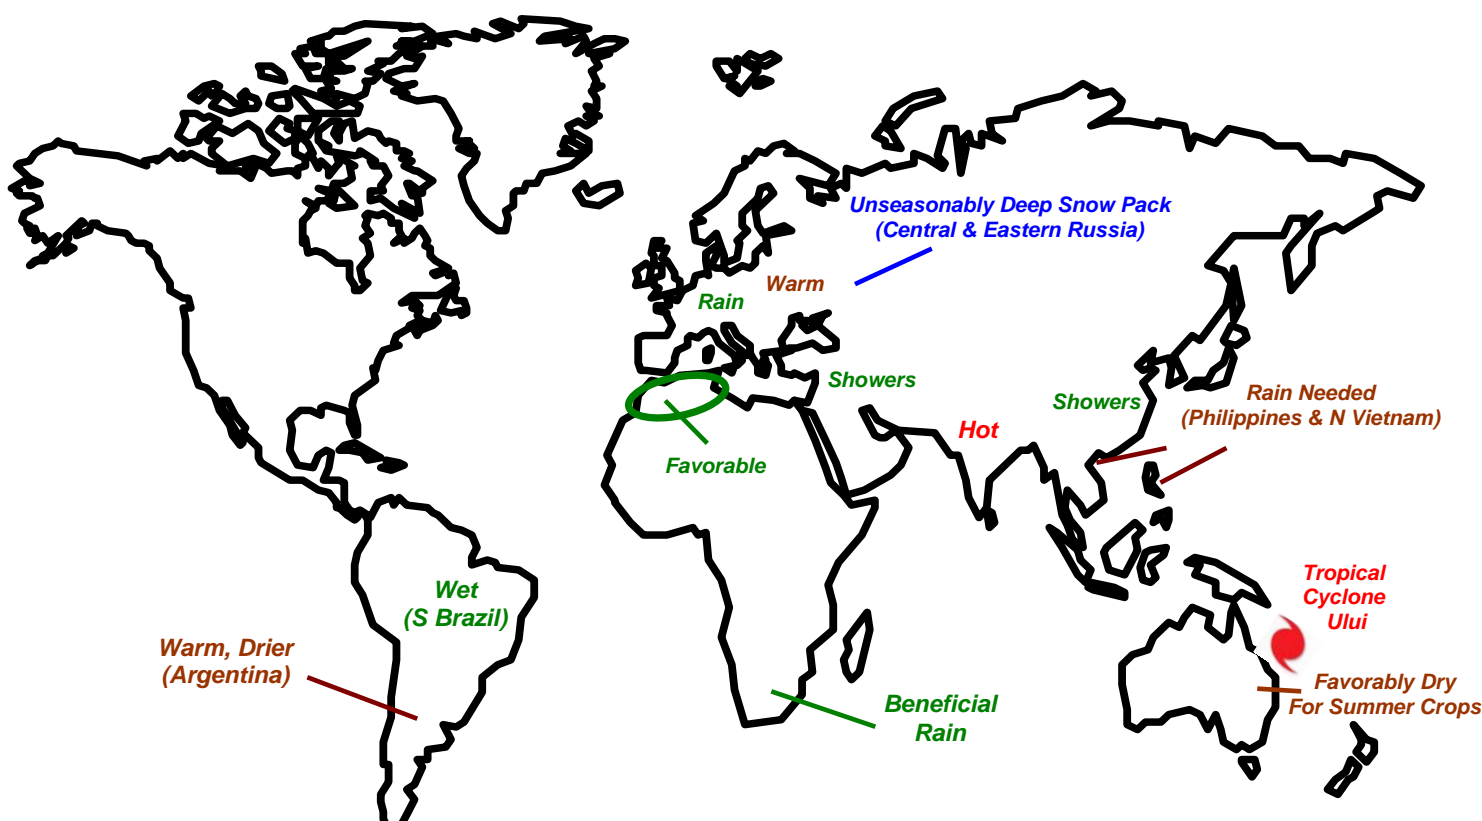 Unseasonably Deep Snow Pack
(Central & Eastern Russia)
Warm
Rain
Showers
Showers
Rain Needed
(Philippines & N Vietnam)
Hot
Favorable
Wet
(S Brazil)
Tropical
Cyclone
Ului
Warm, Drier
(Argentina)
Favorably Dry
For Summer Crops
Beneficial
Rain